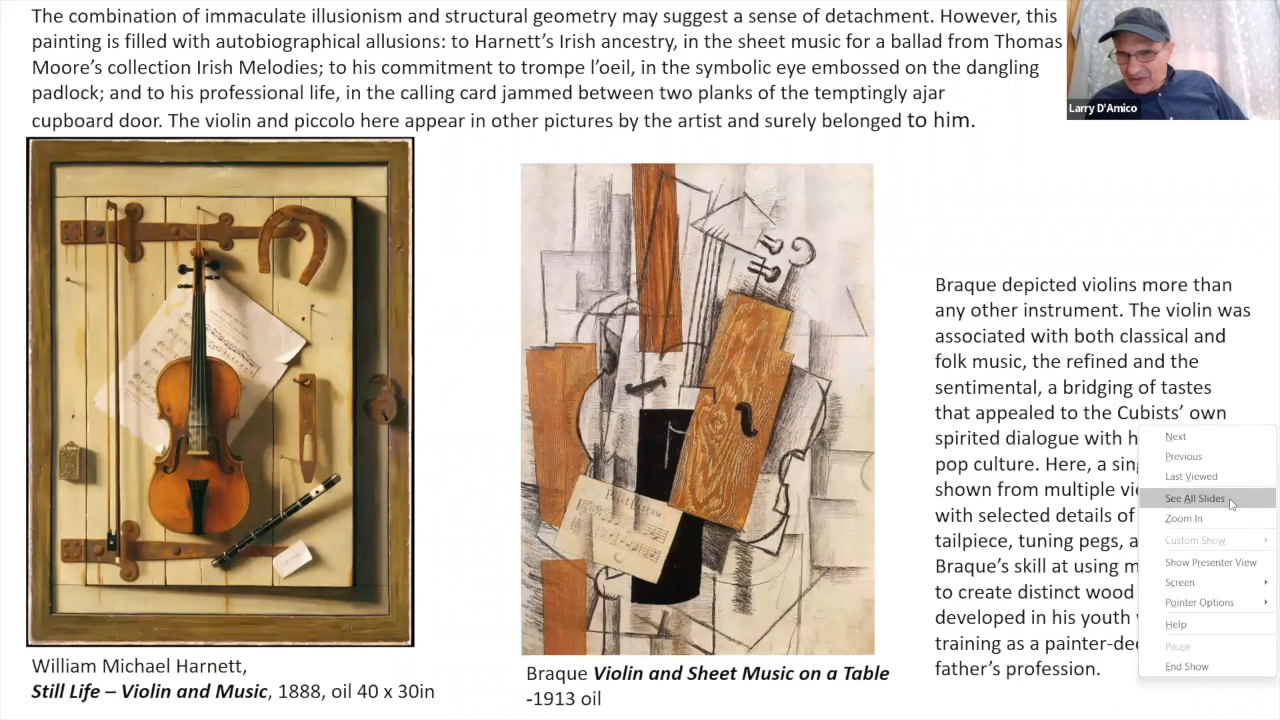 The combination of immaculate illusionism and structural geometry may suggest a sense of detachment. However, this
painting is filled with autobiographical allusions: to Harnett's Irish ancestry, in the sheet music for a ballad from Thomas
Moore's collection Irish Melodies; to his commitment to trompe l'oeil, in the symbolic eye embossed on the dangling
padlock; and to his professional life, in the calling card jammed between two planks of the temptingly ajar
cupboard door. The violin and piccolo here appear in other pictures by the artist and surely belonged to him.
Larry D'Amico
William Michael Harnett,
Still Life – Violin and Music, 1888, oil 40 x 30in
Braque Violin and Sheet Music on a Table
-1913 oil
Braque depicted violins more than
any other instrument. The violin was
associated with both classical and
folk music, the refined and the
sentimental, a bridging of tastes
that appealed to the Cubists' own
spirited dialogue with h
pop culture. Here, a sin
shown from multiple vi
with selected details of
tailpiece, tuning pegs, a
Braque's skill at using m
to create distinct wood
developed in his youth
training as a painter-de
father's profession.
Next
Previous
Last Viewed
See All Slides
Zoom In
Custom Show
Show Presenter View
Screen
Pointer Options
Help
Pause
End Show